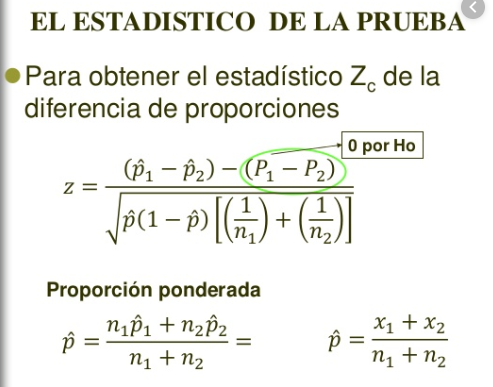 EL ESTADISTICO DE LA PRUEBA
Para obtener el estadístico Z_c de la
diferencia de proporciones
0 por Ho
z = \frac{(\hat{p}_1 - \hat{p}_2) - (P_1 - P_2)}{\sqrt{\hat{p}(1 - \hat{p})\left[\left(\frac{1}{n_1}\right) + \left(\frac{1}{n_2}\right)\right]}}
Proporción ponderada
\hat{p} = \frac{n_1\hat{p}_1 + n_2\hat{p}_2}{n_1 + n_2} = \hat{p} = \frac{x_1 + x_2}{n_1 + n_2}